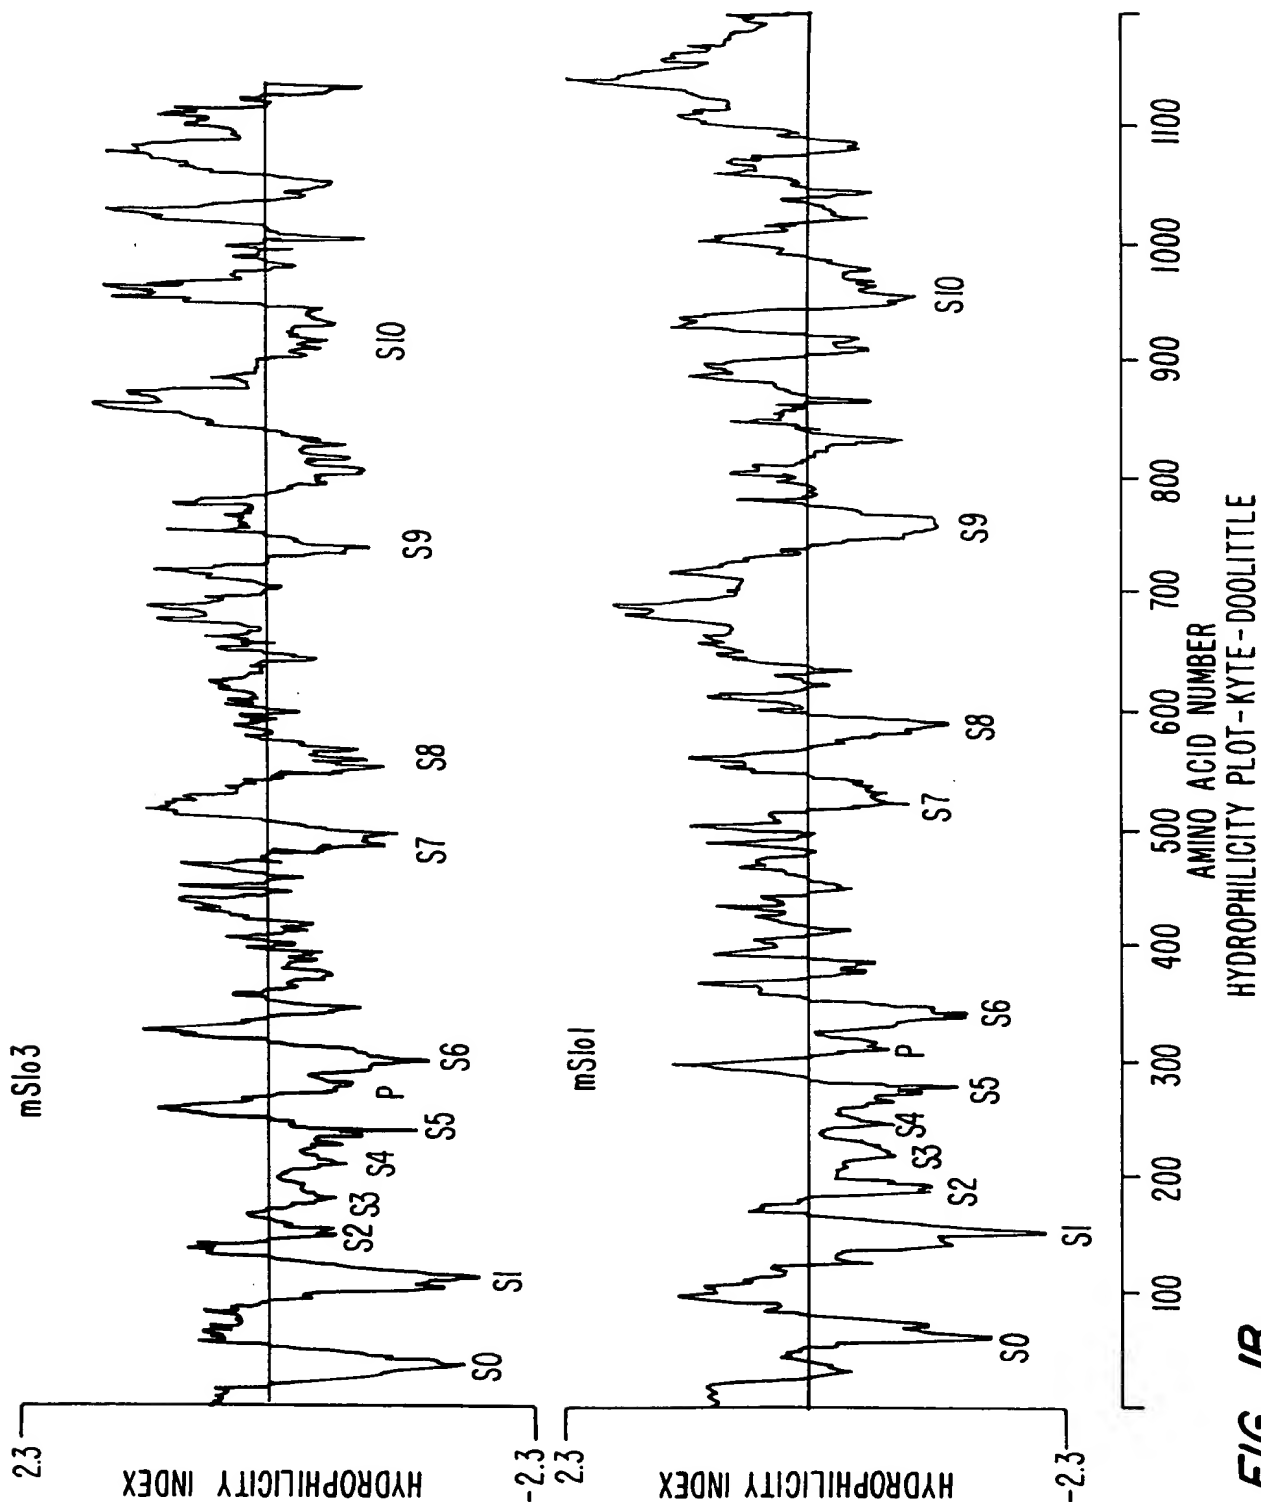 mSlo3
2.3
-2.3
HYDROPHILICITY INDEX
S0
S1
S2
S3
S4
S5
P
S6
S7
S8
S9
S10
mSlo1
2.3
-2.3
HYDROPHILICITY INDEX
S0
S1
S2
S3
S4
S5
P
S6
S7
S8
S9
S10
100 200 300 400 500 600 700 800 900 1000 1100
AMINO ACID NUMBER
HYDROPHILICITY PLOT-KYTE-DOOLITTLE
FIG. 1B